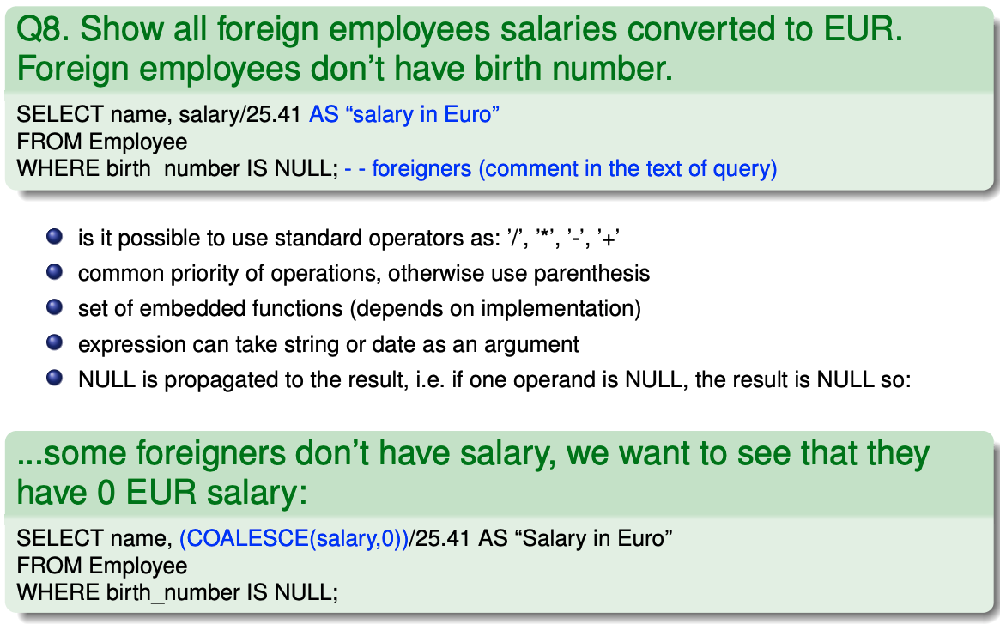 Q8. Show all foreign employees salaries converted to EUR.
Foreign employees don’t have birth number.
SELECT name, salary/25.41 AS “salary in Euro”
FROM Employee
WHERE birth_number IS NULL; - - foreigners (comment in the text of query)
is it possible to use standard operators as: ’/’, ’*’, ’-’, ’+’
common priority of operations, otherwise use parenthesis
set of embedded functions (depends on implementation)
expression can take string or date as an argument
NULL is propagated to the result, i.e. if one operand is NULL, the result is NULL so:
...some foreigners don’t have salary, we want to see that they
have 0 EUR salary:
SELECT name, (COALESCE(salary,0))/25.41 AS “Salary in Euro”
FROM Employee
WHERE birth_number IS NULL;